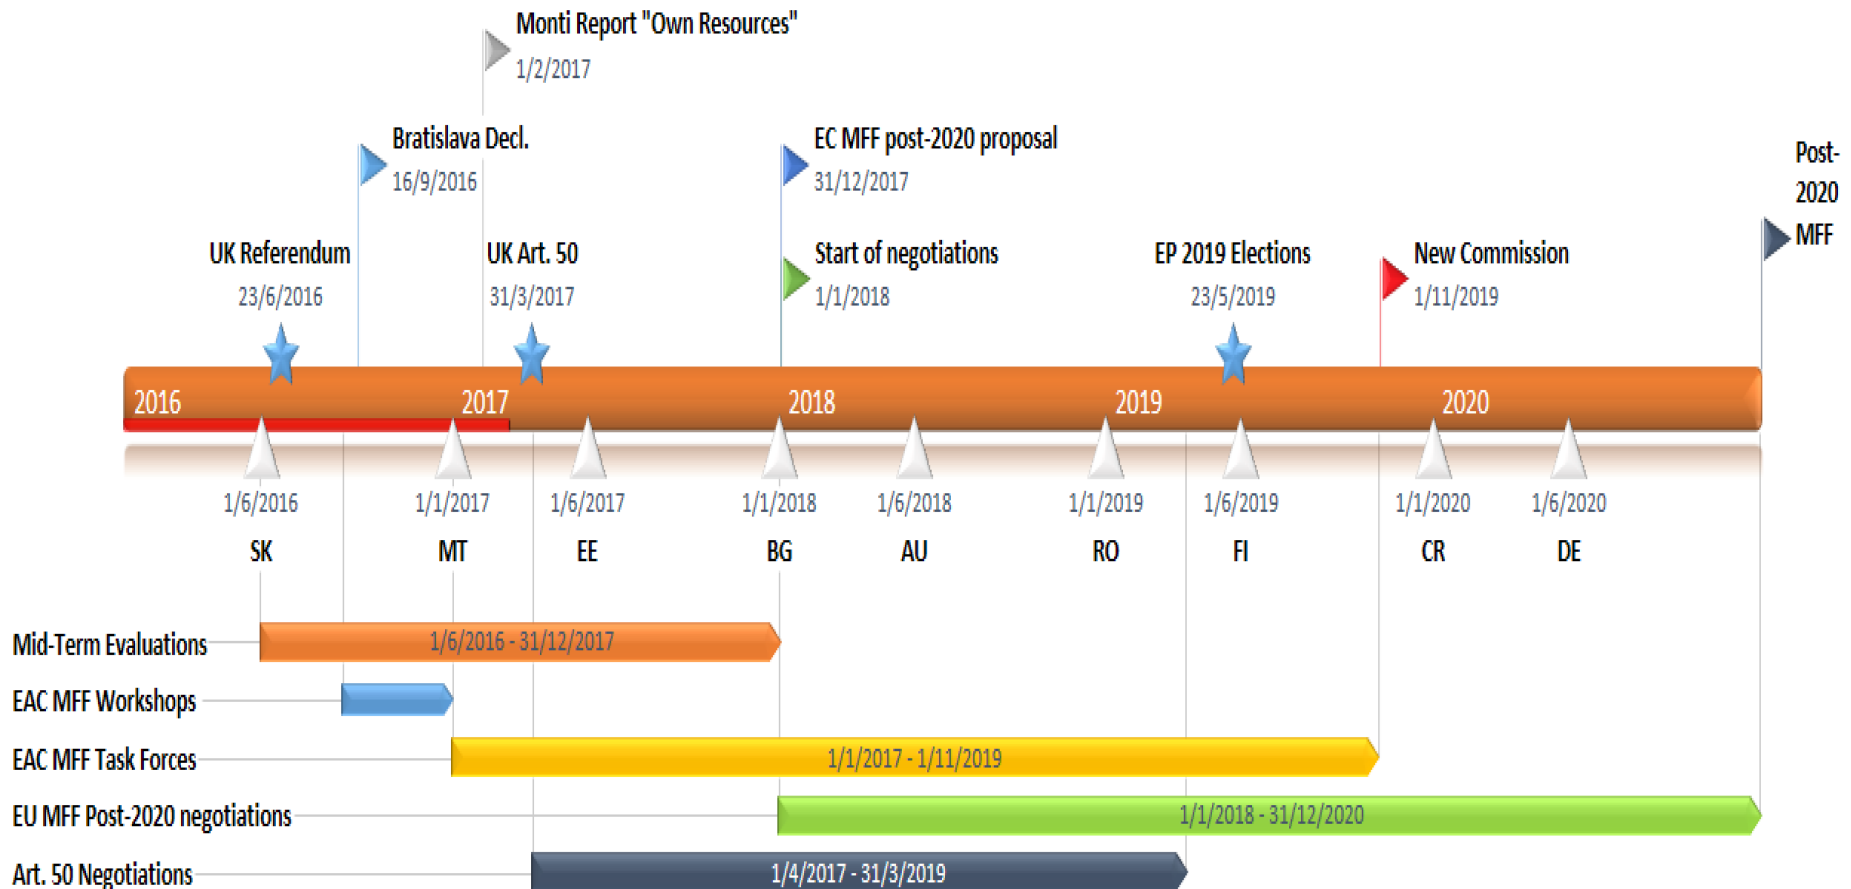 Monti Report "Own Resources"
1/2/2017
Bratislava Decl.
16/9/2016
EC MFF post-2020 proposal
31/12/2017
Post-
2020
MFF
UK Referendum
23/6/2016
UK Art. 50
31/3/2017
Start of negotiations
1/1/2018
EP 2019 Elections
23/5/2019
New Commission
1/11/2019
2016 2017 2018 2019 2020
1/6/2016 1/1/2017 1/6/2017 1/1/2018 1/6/2018 1/1/2019 1/6/2019 1/1/2020 1/6/2020
SK MT EE BG AU RO FI CR DE
Mid-Term Evaluations 1/6/2016 - 31/12/2017
EAC MFF Workshops
EAC MFF Task Forces 1/1/2017 - 1/11/2019
EU MFF Post-2020 negotiations 1/1/2018 - 31/12/2020
Art. 50 Negotiations 1/4/2017 - 31/3/2019